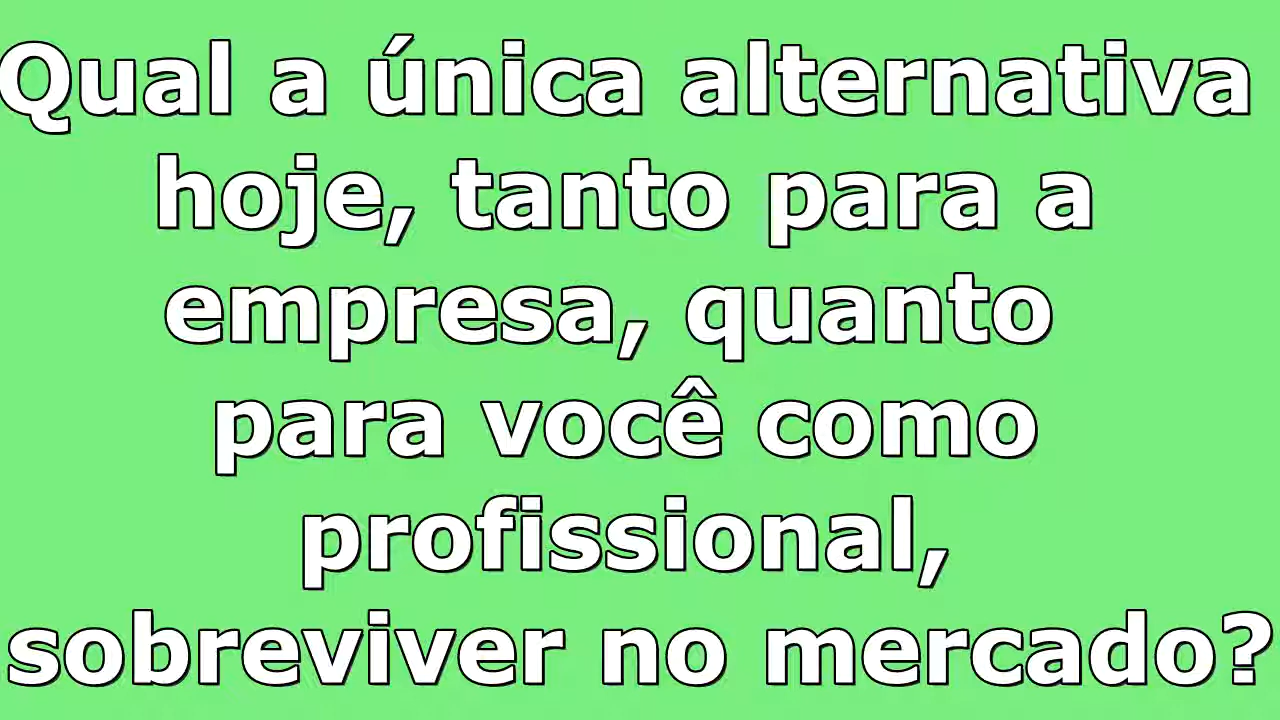 Qual a única alternativa
hoje, tanto para a
empresa, quanto
para você como
profissional,
sobreviver no mercado?